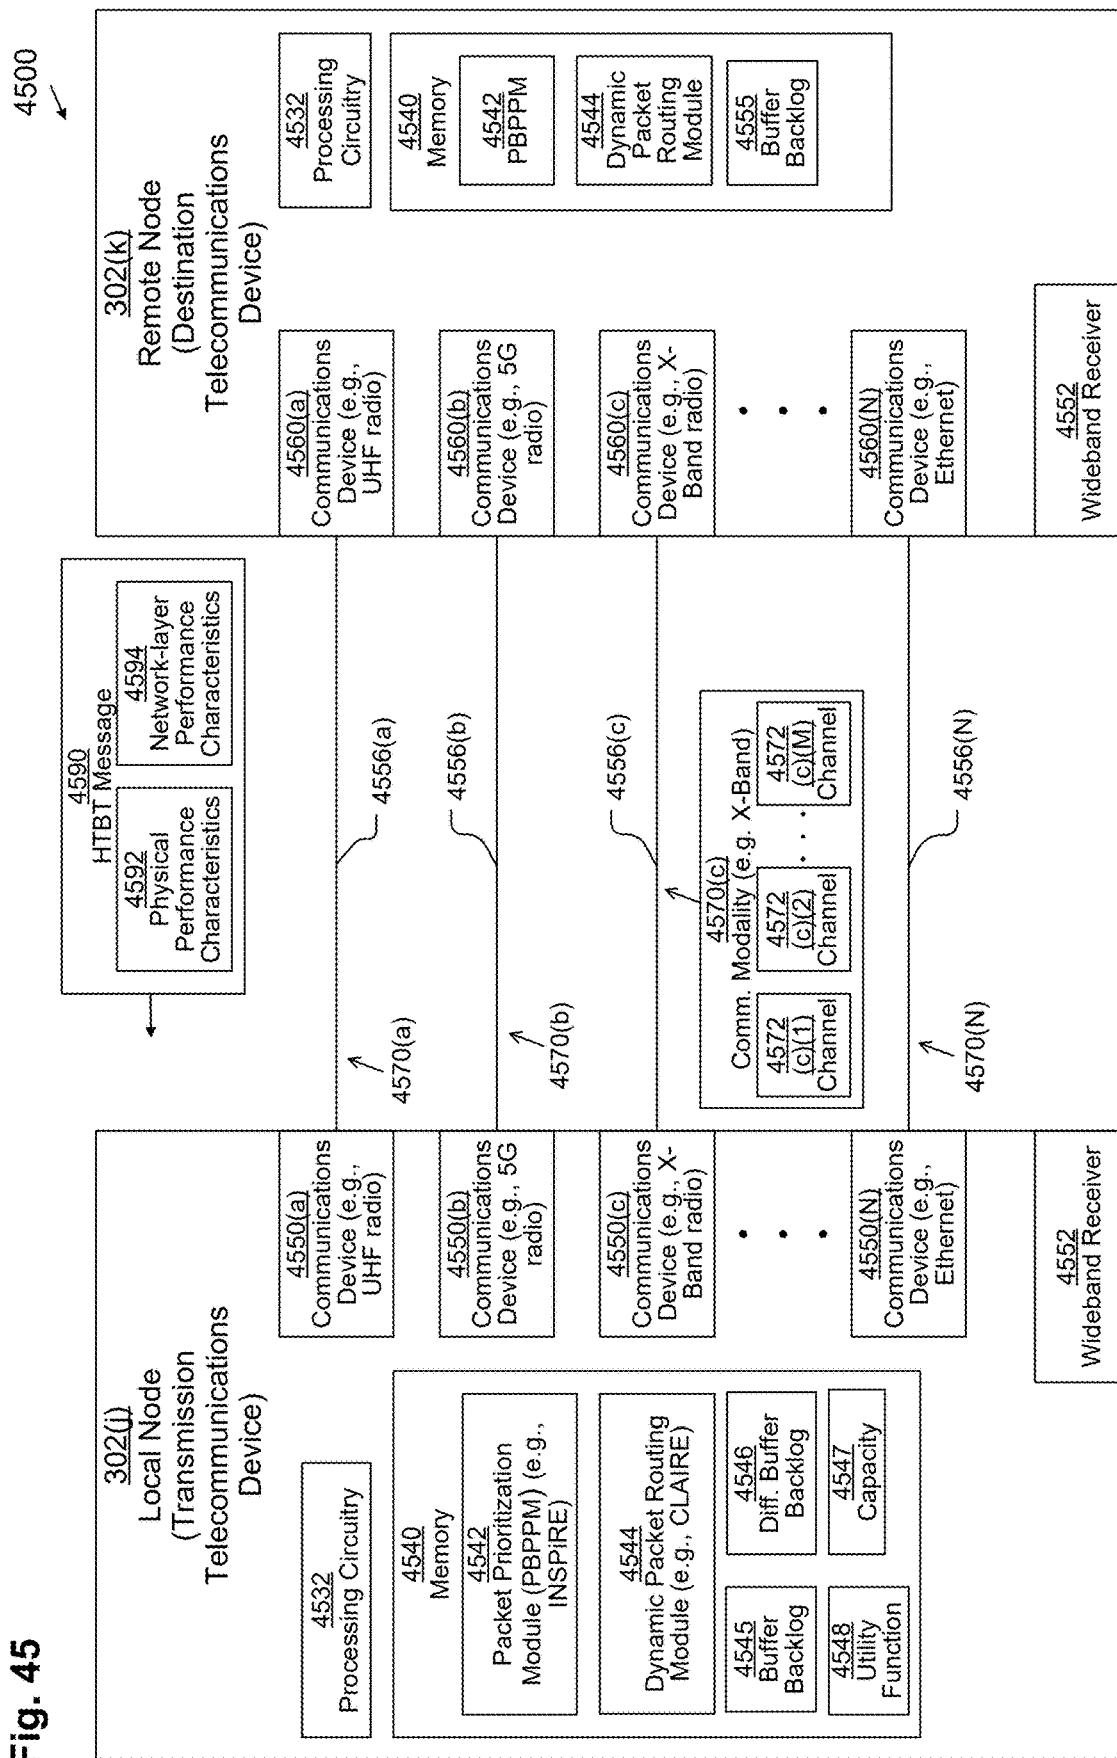 Fig. 45
4500
302(j)
Local Node
(Transmission
Telecommunications
Device)
4532
Processing Circuitry
4540
Memory
4542
Packet Prioritization
Module (PBPPM) (e.g.,
INSPiRE)
4544
Dynamic Packet Routing
Module (e.g., CLAIRE)
4545
Buffer
Backlog
4546
Diff. Buffer
Backlog
4548
Utility
Function
4547
Capacity
4550(a)
Communications
Device (e.g.,
UHF radio)
4550(b)
Communications
Device (e.g., 5G
radio)
4550(c)
Communications
Device (e.g., X-
Band radio)
4550(N)
Communications
Device (e.g.,
Ethernet)
4552
Wideband Receiver
4590
HTBT Message
4592
Physical
Performance
Characteristics
4594
Network-layer
Performance
Characteristics
4570(a)
4556(a)
4570(b)
4556(b)
4556(c)
4570(c)
Comm. Modality (e.g. X-Band)
4572
(c)(1)
Channel
4572
(c)(2)
Channel
4572
(c)(M)
Channel
4570(N)
4556(N)
302(k)
Remote Node
(Destination
Telecommunications
Device)
4560(a)
Communications
Device (e.g.,
UHF radio)
4560(b)
Communications
Device (e.g., 5G
radio)
4560(c)
Communications
Device (e.g., X-
Band radio)
4560(N)
Communications
Device (e.g.,
Ethernet)
4552
Wideband Receiver
4532
Processing
Circuitry
4540
Memory
4542
PBPPM
4544
Dynamic
Packet
Routing
Module
4555
Buffer
Backlog